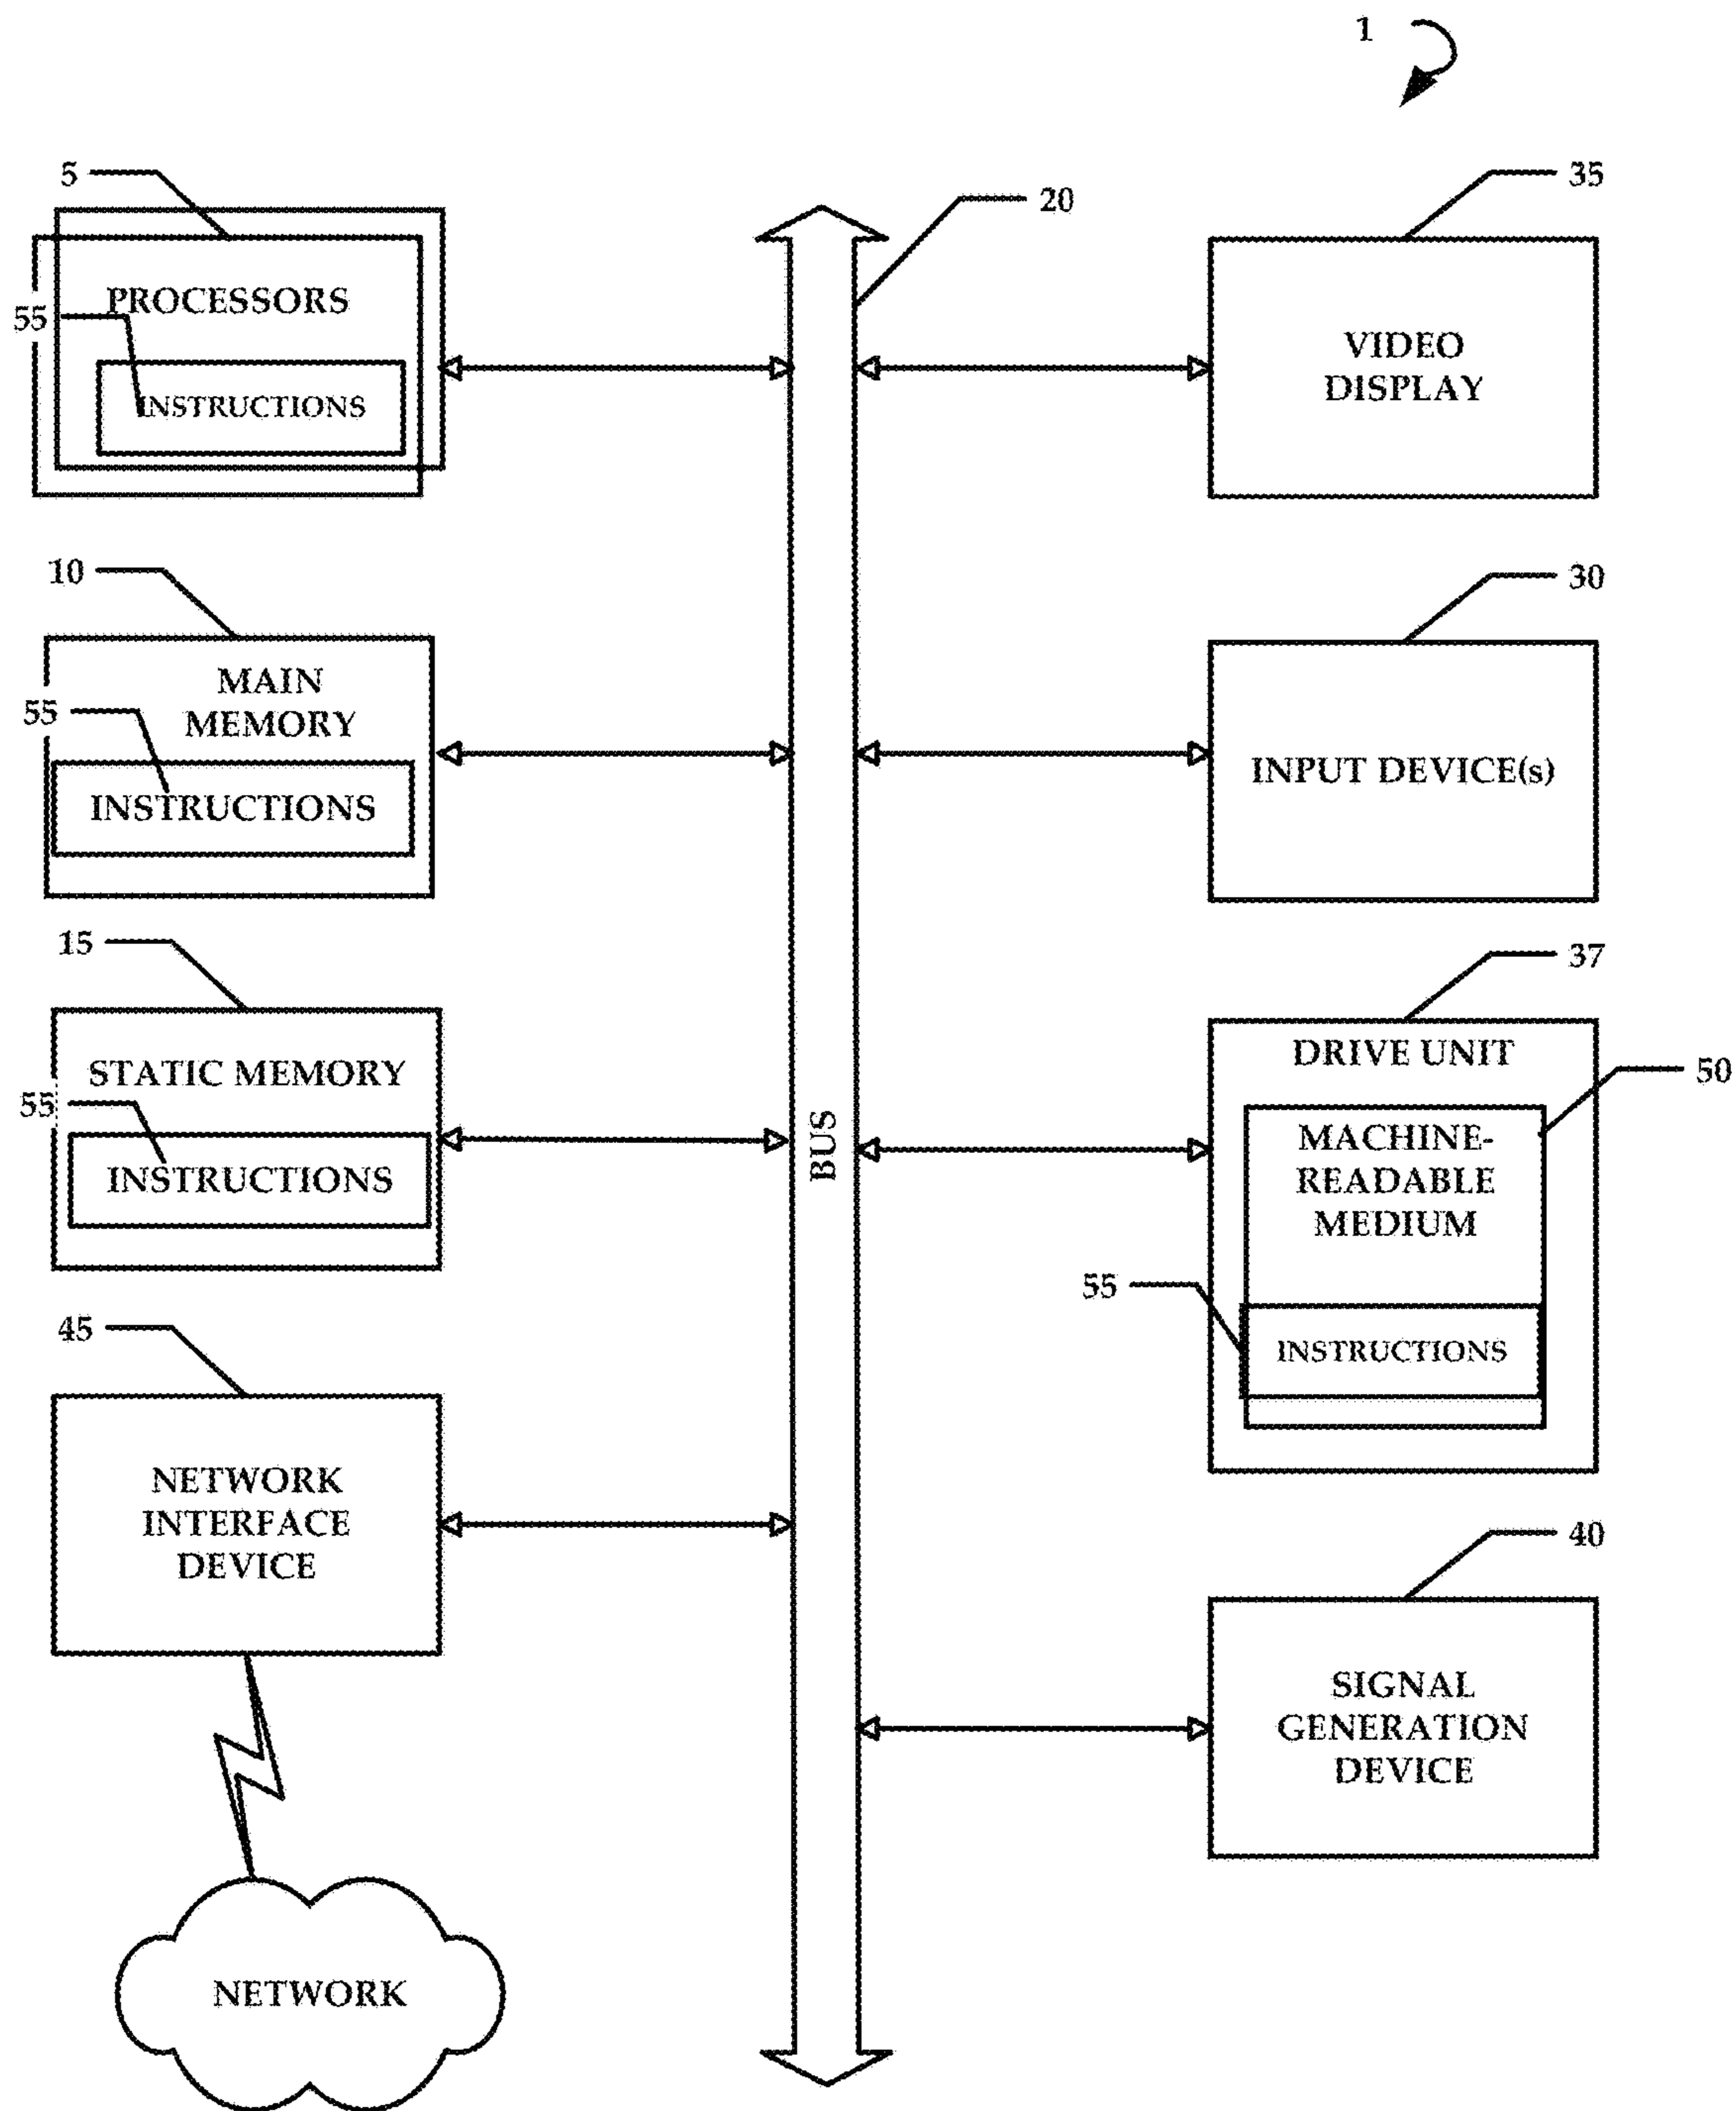 1
5
PROCESSORS
55
INSTRUCTIONS
10
MAIN
MEMORY
55
INSTRUCTIONS
15
STATIC MEMORY
55
INSTRUCTIONS
45
NETWORK
INTERFACE
DEVICE
NETWORK
20
BUS
35
VIDEO
DISPLAY
30
INPUT DEVICE(s)
37
DRIVE UNIT
50
MACHINE-
READABLE
MEDIUM
55
INSTRUCTIONS
40
SIGNAL
GENERATION
DEVICE